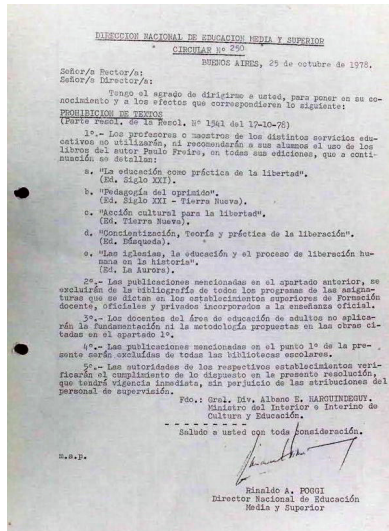 DIRECCION NACIONAL DE EDUCACION MEDIA Y SUPERIOR
CIRCULAR Nº 250
BUENOS AIRES, 25 de octubre de 1978.
Señor/a Rector/a:
Señor/a Director/a:
Tengo el agrado de dirigirme a usted, para poner en su co-
nocimiento y a los efectos que correspondieren lo siguiente:
PROHIBICION DE TEXTOS
(Parte resol. de la Resol. Nº 1541 del 17-10-78)
1º.- Los profesores o maestros de los distintos servicios edu-
cativos no utilizarán, ni recomendarán a sus alumnos el uso de los
libros del autor Paulo Freire, en todas sus ediciones, que a conti-
nuación se detallan:
a. "La educación como práctica de la libertad".
(Ed. Siglo XXI).
b. "Pedagogía del oprimido".
(Ed. Siglo XXI - Tierra Nueva).
c. "Acción cultural para la libertad".
(Ed. Tierra Nueva).
d. "Concientización, Teoría y práctica de la liberación".
(Ed. Búsqueda).
e. "Las iglesias, la educación y el proceso de liberación hu-
mana en la historia".
(Ed. La Aurora).
2º.- Las publicaciones mencionadas en el apartado anterior, se
excluirán de la bibliografía de todos los programas de las asigna-
turas que se dictan en los establecimientos superiores de Formación
docente, oficiales y privados incorporados a la enseñanza oficial.
3º.- Los docentes del área de educación de adultos no aplica-
rán la fundamentación ni la metodología propuestas en las obras ci-
tadas en el apartado 1º.
4º.- Las publicaciones mencionadas en el punto 1º de la pre-
sente serán excluídas de todas las bibliotecas escolares.
5º.- Las autoridades de los respectivos establecimientos veri-
ficarán el cumplimiento de lo dispuesto en la presente resolución,
que tendrá vigencia inmediata, sin perjuicio de las atribuciones del
personal de supervisión.
Fdo.: Gral. Div. Albano E. HARGUINDEGUY.
Ministro del Interior e Interino de
Cultura y Educación.
Saludo a usted con toda consideración.
m.a.p.
Rinaldo A. POGGI
Director Nacional de Educación
Media y Superior